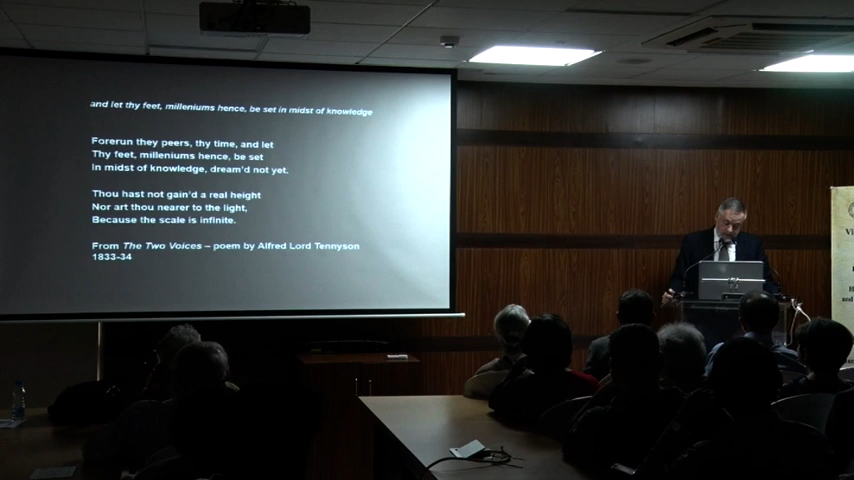 and let thy feet, milleniums hence, be set in midst of knowledge
Forerun they peers, thy time, and let
Thy feet, milleniums hence, be set
In midst of knowledge, dream'd not yet.
Thou hast not gain'd a real height
Nor art thou nearer to the light,
Because the scale is infinite.
From The Two Voices – poem by Alfred Lord Tennyson
1833-34